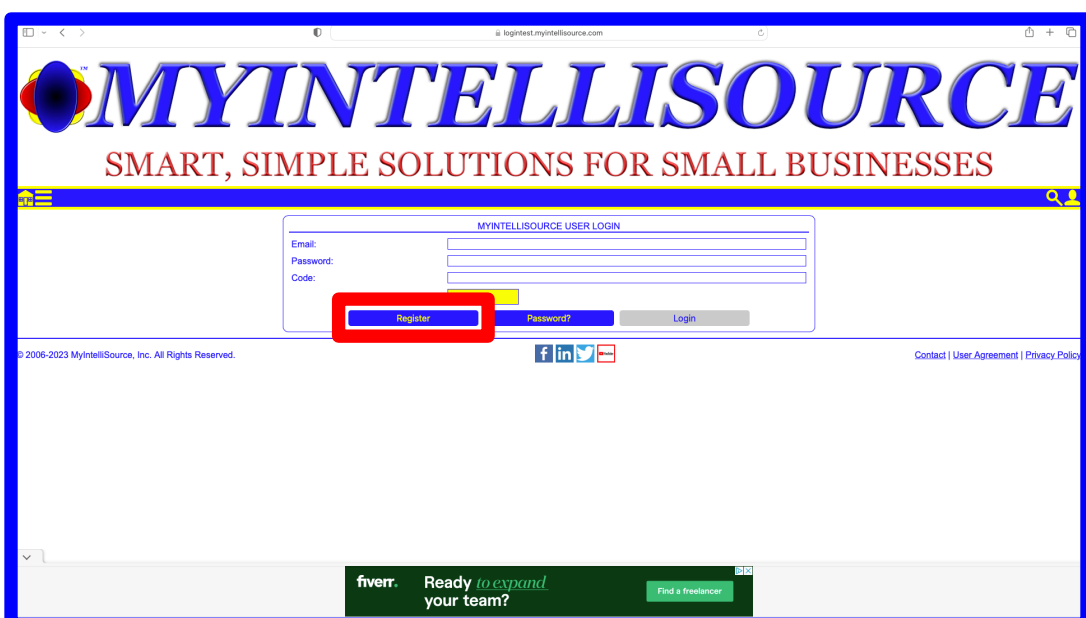 logintest.myintellisource.com
MYINTELLISOURCE
TM
SMART, SIMPLE SOLUTIONS FOR SMALL BUSINESSES
MYINTELLISOURCE USER LOGIN
Email:
Password:
Code:
Register Password? Login
© 2006-2023 MyIntelliSource, Inc. All Rights Reserved.
f in
Contact | User Agreement | Privacy Policy
fiverr. Ready to expand your team?
Find a freelancer